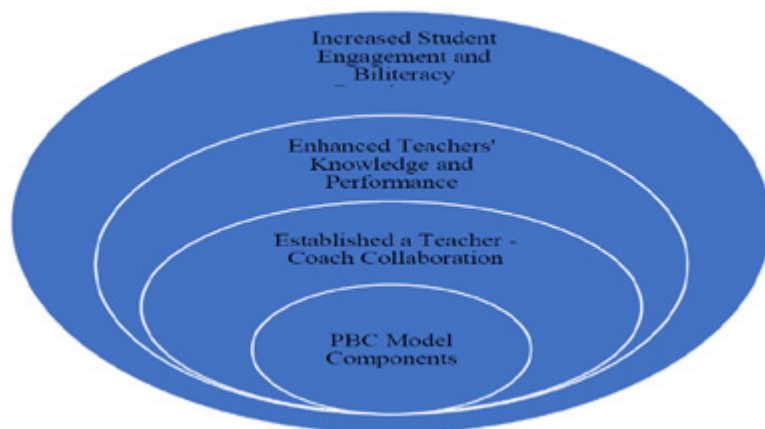 Increased Student
Engagement and
Biliteracy
Enhanced Teachers'
Knowledge and
Performance
Established a Teacher -
Coach Collaboration
PBC Model
Components